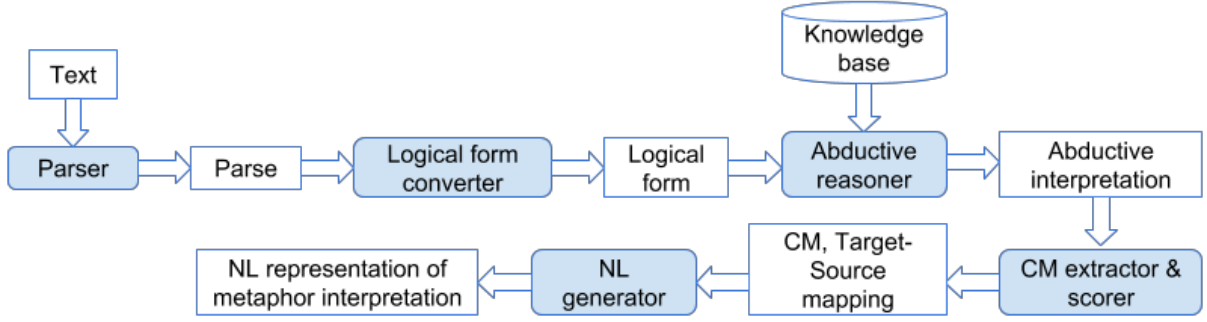 Text
Knowledge
base
Parser
Parse
Logical form
converter
Logical
form
Abductive
reasoner
Abductive
interpretation
CM extractor &
scorer
CM, Target-
Source
mapping
NL
generator
NL representation of
metaphor interpretation